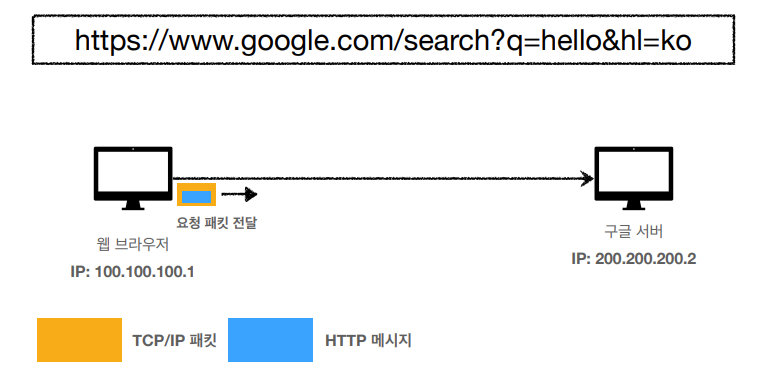 https://www.google.com/search?q=hello&hl=ko
요청 패킷 전달
웹 브라우저
IP: 100.100.100.1
구글 서버
IP: 200.200.200.2
TCP/IP 패킷
HTTP 메시지